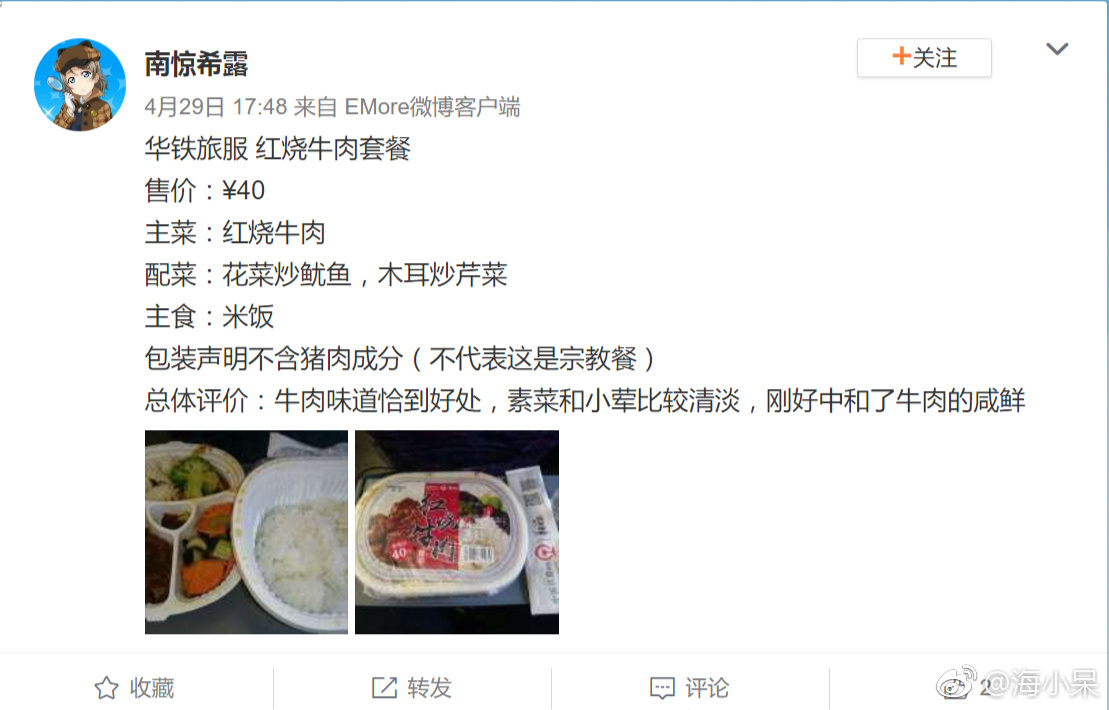 南惊希露
+关注
4月29日 17:48 来自 EMore微博客户端
华铁旅服 红烧牛肉套餐
售价：¥40
主菜：红烧牛肉
配菜：花菜炒鱿鱼，木耳炒芹菜
主食：米饭
包装声明不含猪肉成分（不代表这是宗教餐）
总体评价：牛肉味道恰到好处，素菜和小荤比较清淡，刚好中和了牛肉的咸鲜
红烧牛肉
40
收藏
转发
评论
2
@海小呆